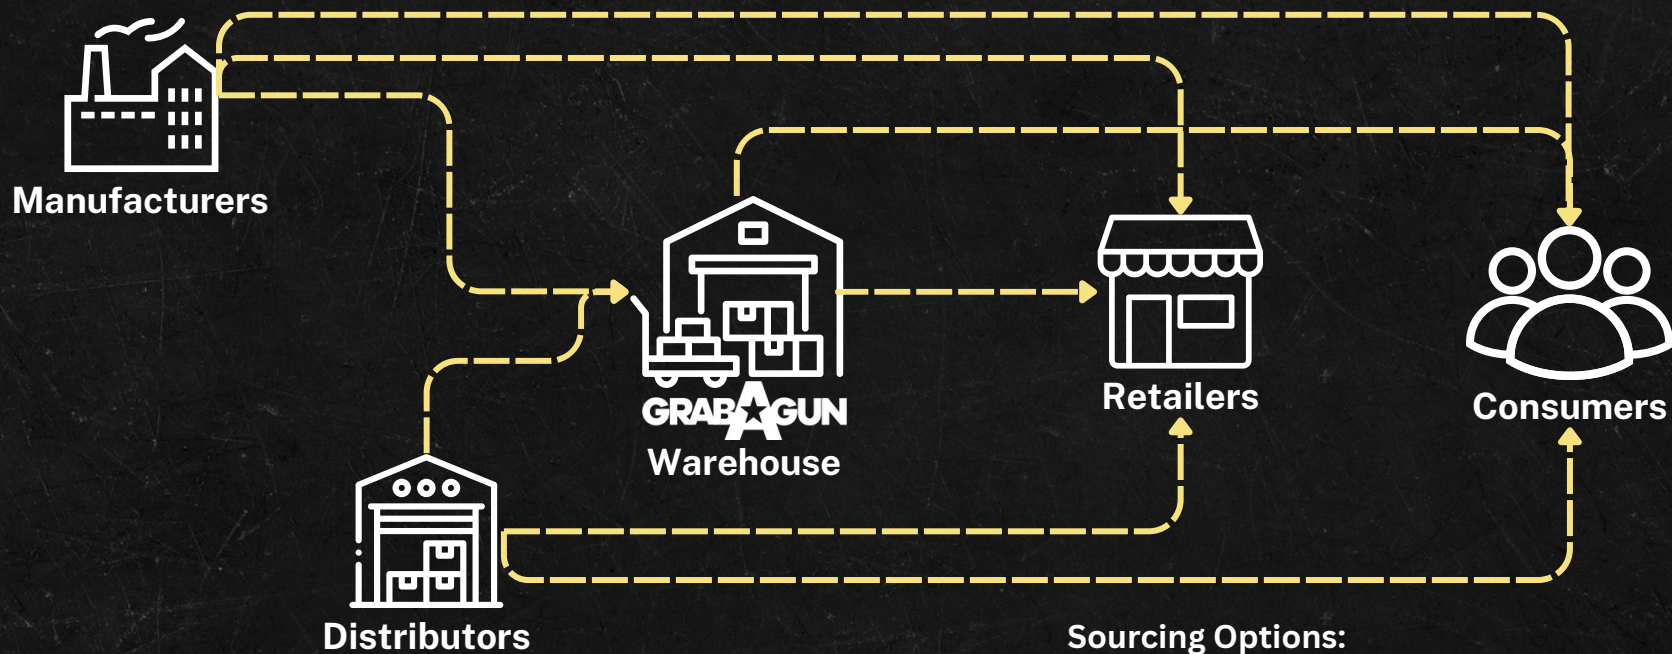 Manufacturers
GRABAGUN
Warehouse
Retailers
Consumers
Distributors
Sourcing Options: